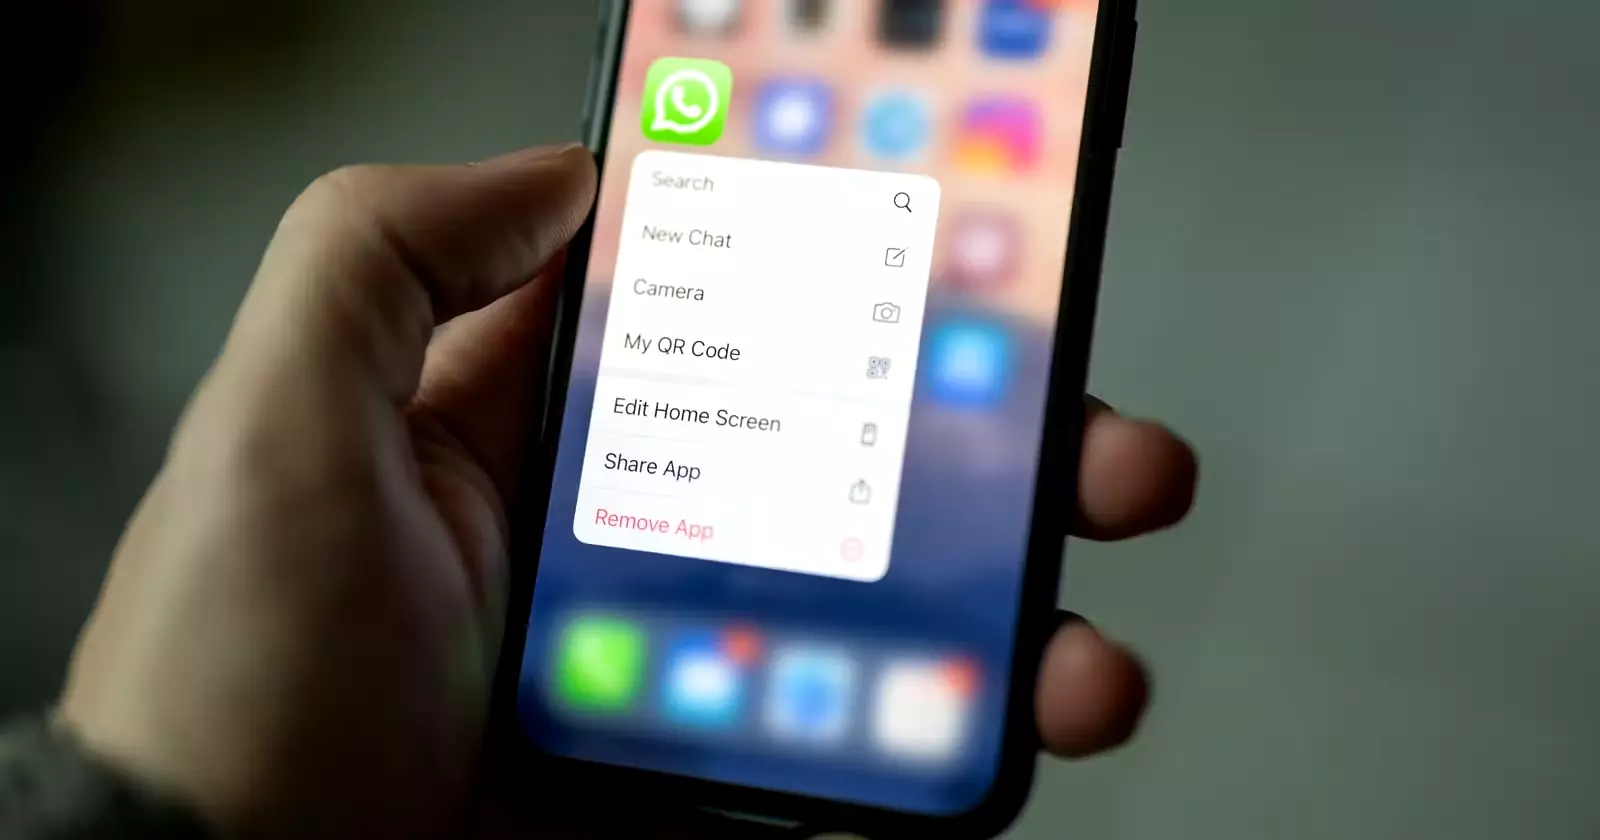 Search
New Chat
Camera
My QR Code
Edit Home Screen
Share App
Remove App